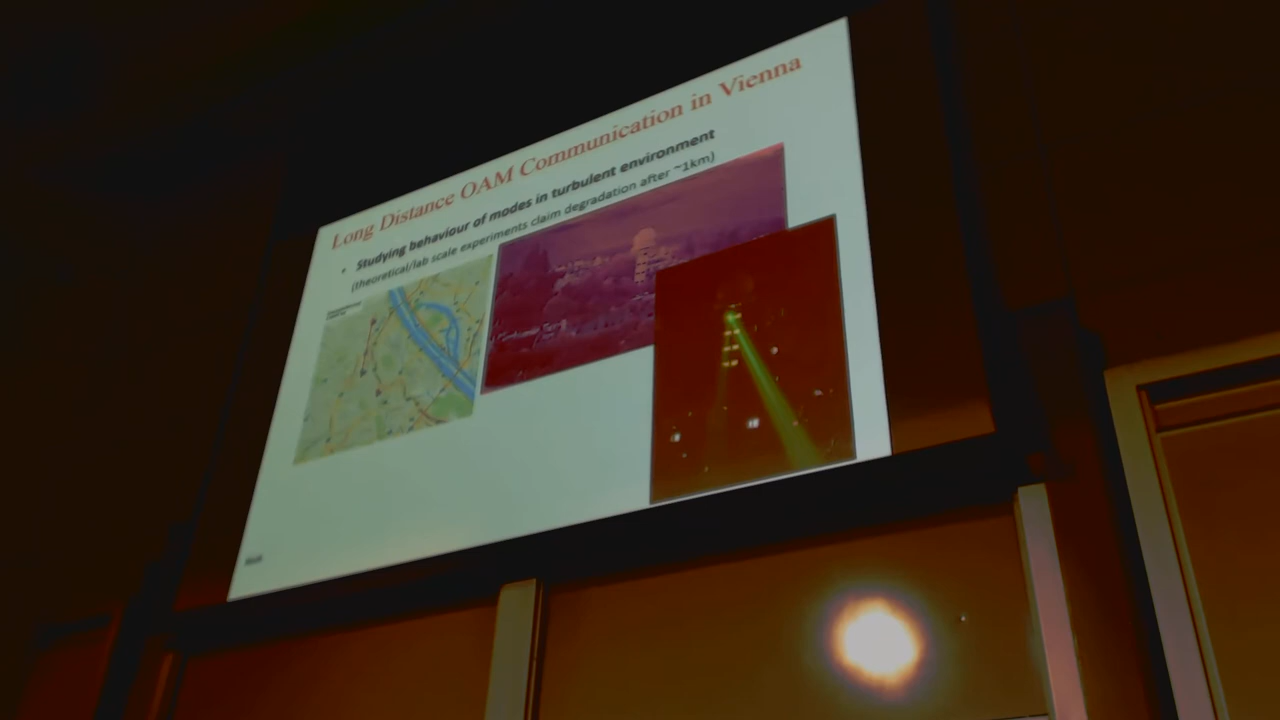 Long Distance OAM Communication in Vienna
• Studying behaviour of modes in turbulent environment
(theoretical/lab scale experiments claim degradation after ~1km)